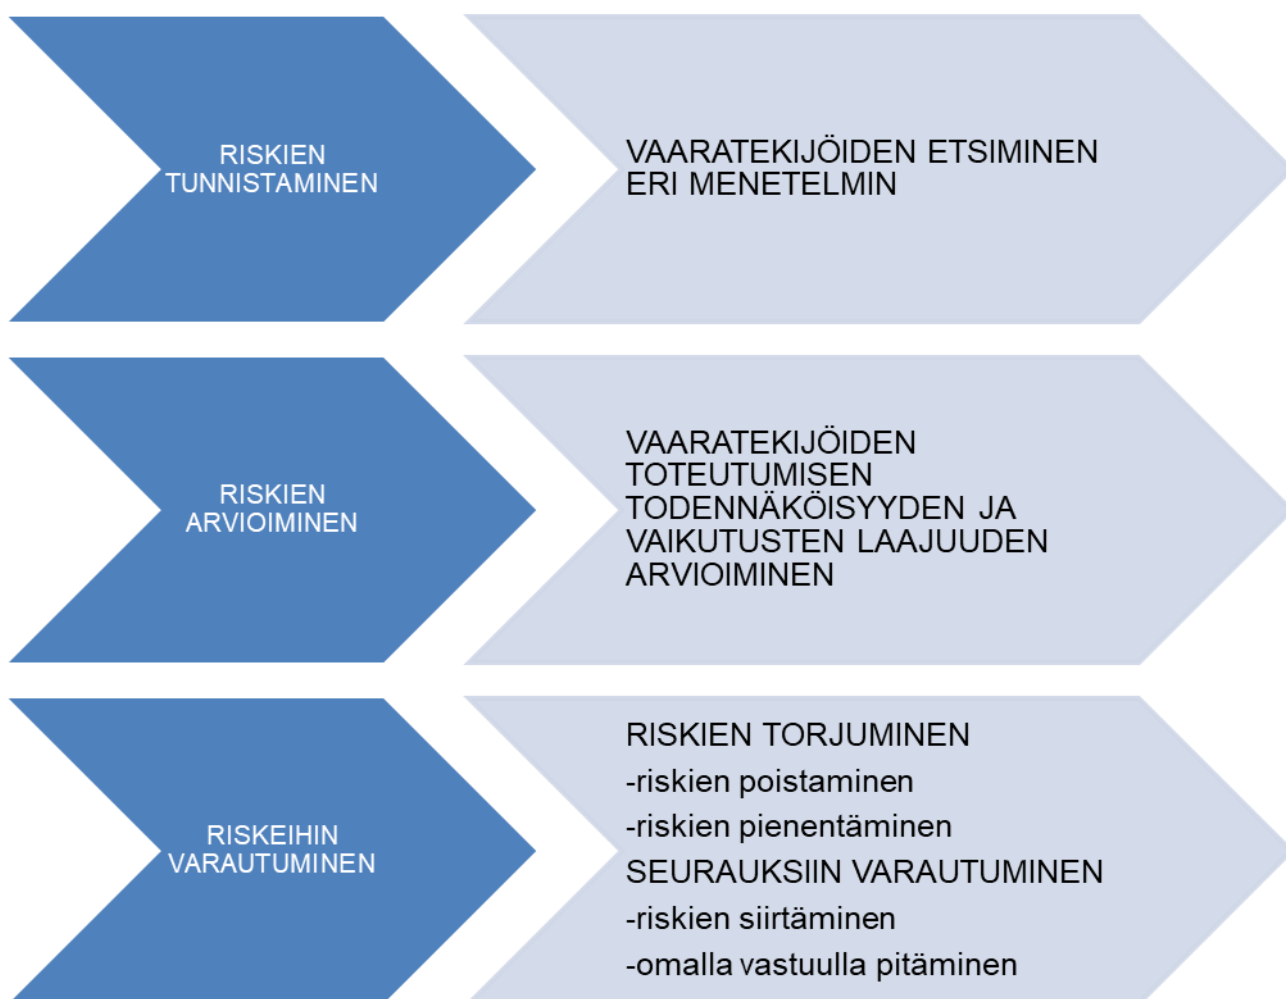 RISKIEN
TUNNISTAMINEN
VAARATEKIJÖIDEN ETSIMINEN
ERI MENETELMIN
RISKIEN
ARVIOIMINEN
VAARATEKIJÖIDEN
TOTEUTUMISEN
TODENNÄKÖISYYDEN JA
VAIKUTUSTEN LAAJUUDEN
ARVIOIMINEN
RISKEIHIN
VARAUTUMINEN
RISKIEN TORJUMINEN
-riskien poistaminen
-riskien pienentäminen
SEURAUKSIIN VARAUTUMINEN
-riskien siirtäminen
-omalla vastuulla pitäminen